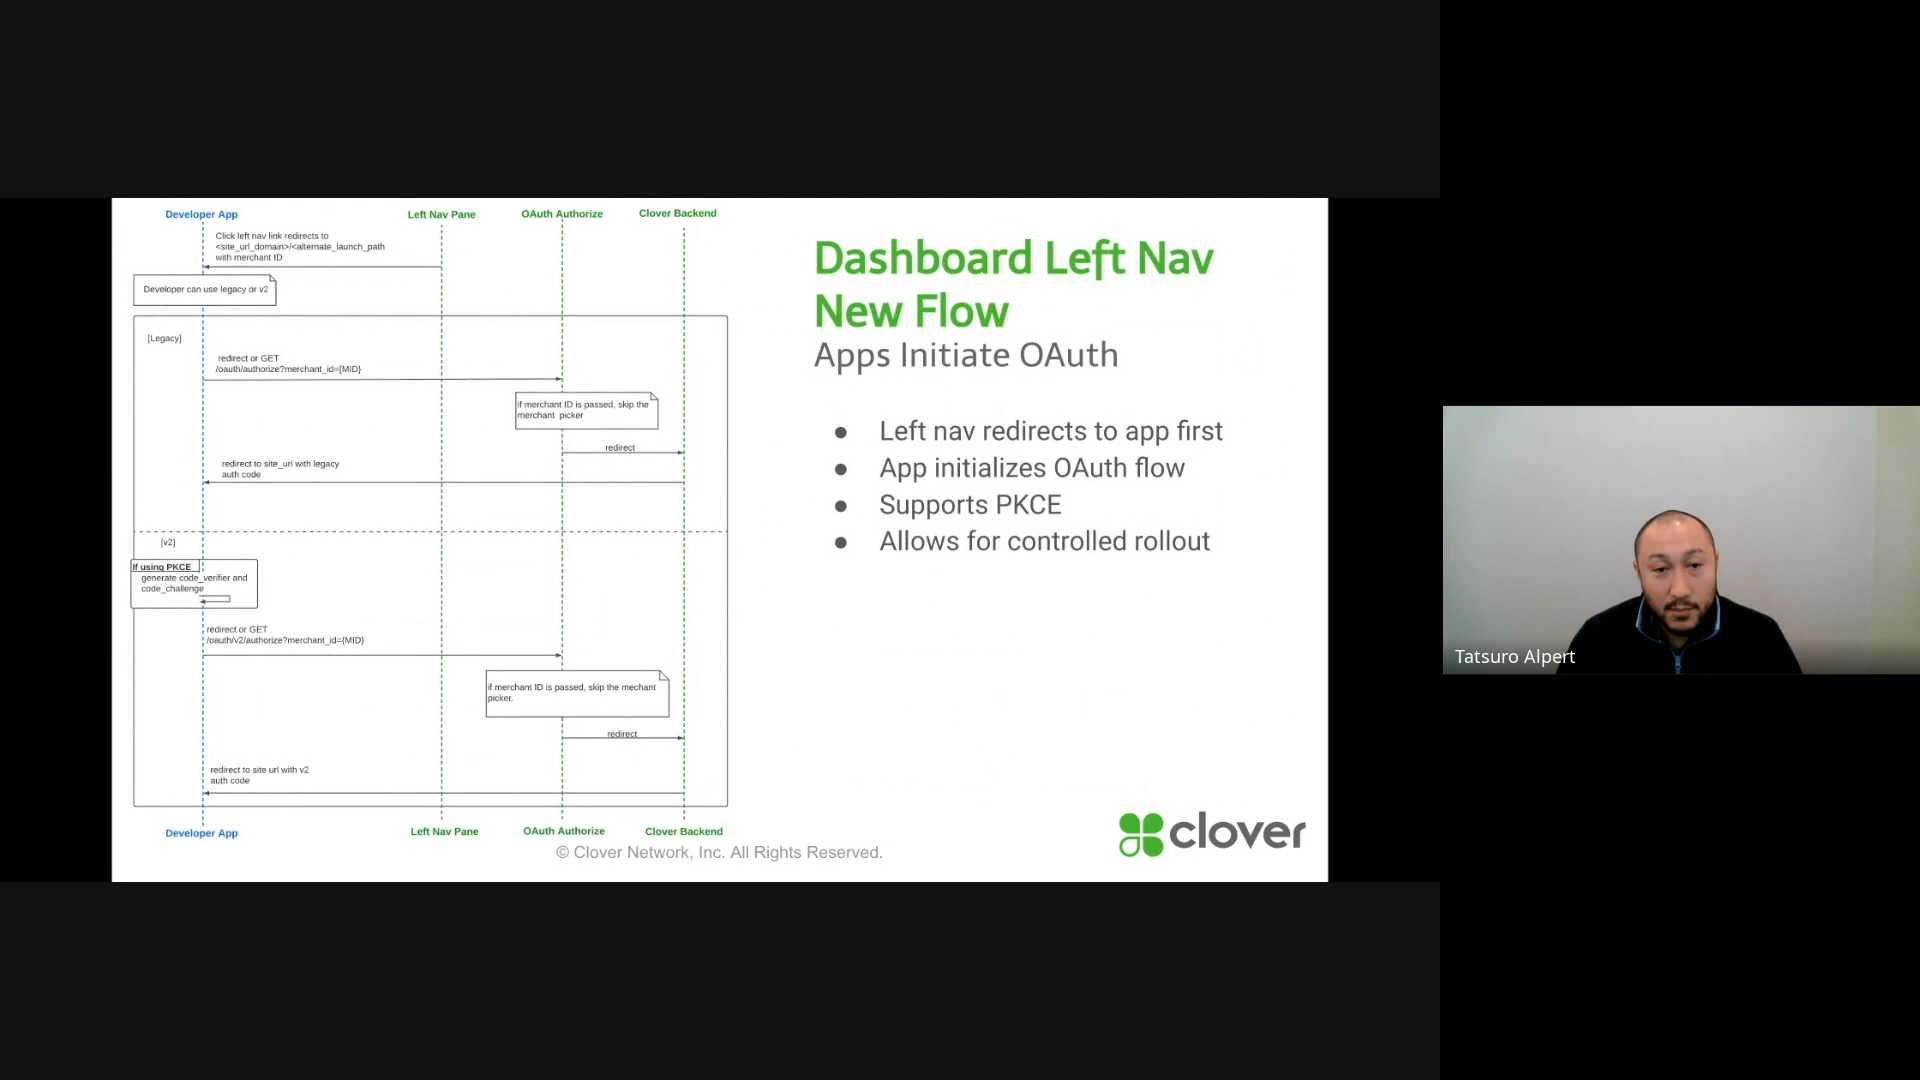 Developer App
Left Nav Pane
OAuth Authorize
Clover Backend
Click left nav link redirects to
<site_url_domain>/<alternate_launch_path
with merchant ID
Developer can use legacy or v2
[Legacy]
redirect or GET
/oauth/authorize?merchant_id={MID}
if merchant ID is passed, skip the
merchant picker
redirect
redirect to site_url with legacy
auth code
[v2]
If using PKCE
generate code_verifier and
code_challenge
redirect or GET
/oauth/v2/authorize?merchant_id={MID}
if merchant ID is passed, skip the mechant
picker.
redirect
redirect to site url with v2
auth code
Developer App
Left Nav Pane
OAuth Authorize
Clover Backend
Dashboard Left Nav
New Flow
Apps Initiate OAuth
● Left nav redirects to app first
● App initializes OAuth flow
● Supports PKCE
● Allows for controlled rollout
© Clover Network, Inc. All Rights Reserved.
clover
Tatsuro Alpert